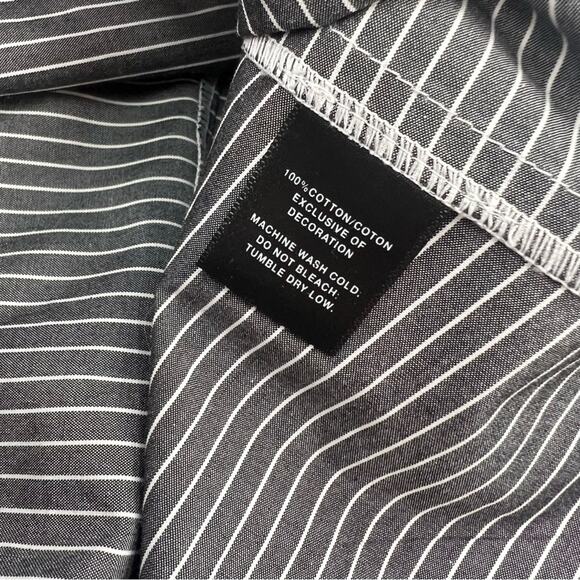 100%COTTON/COTON
EXCLUSIVE OF
DECORATION
MACHINE WASH COLD.
DO NOT BLEACH;
TUMBLE DRY LOW.